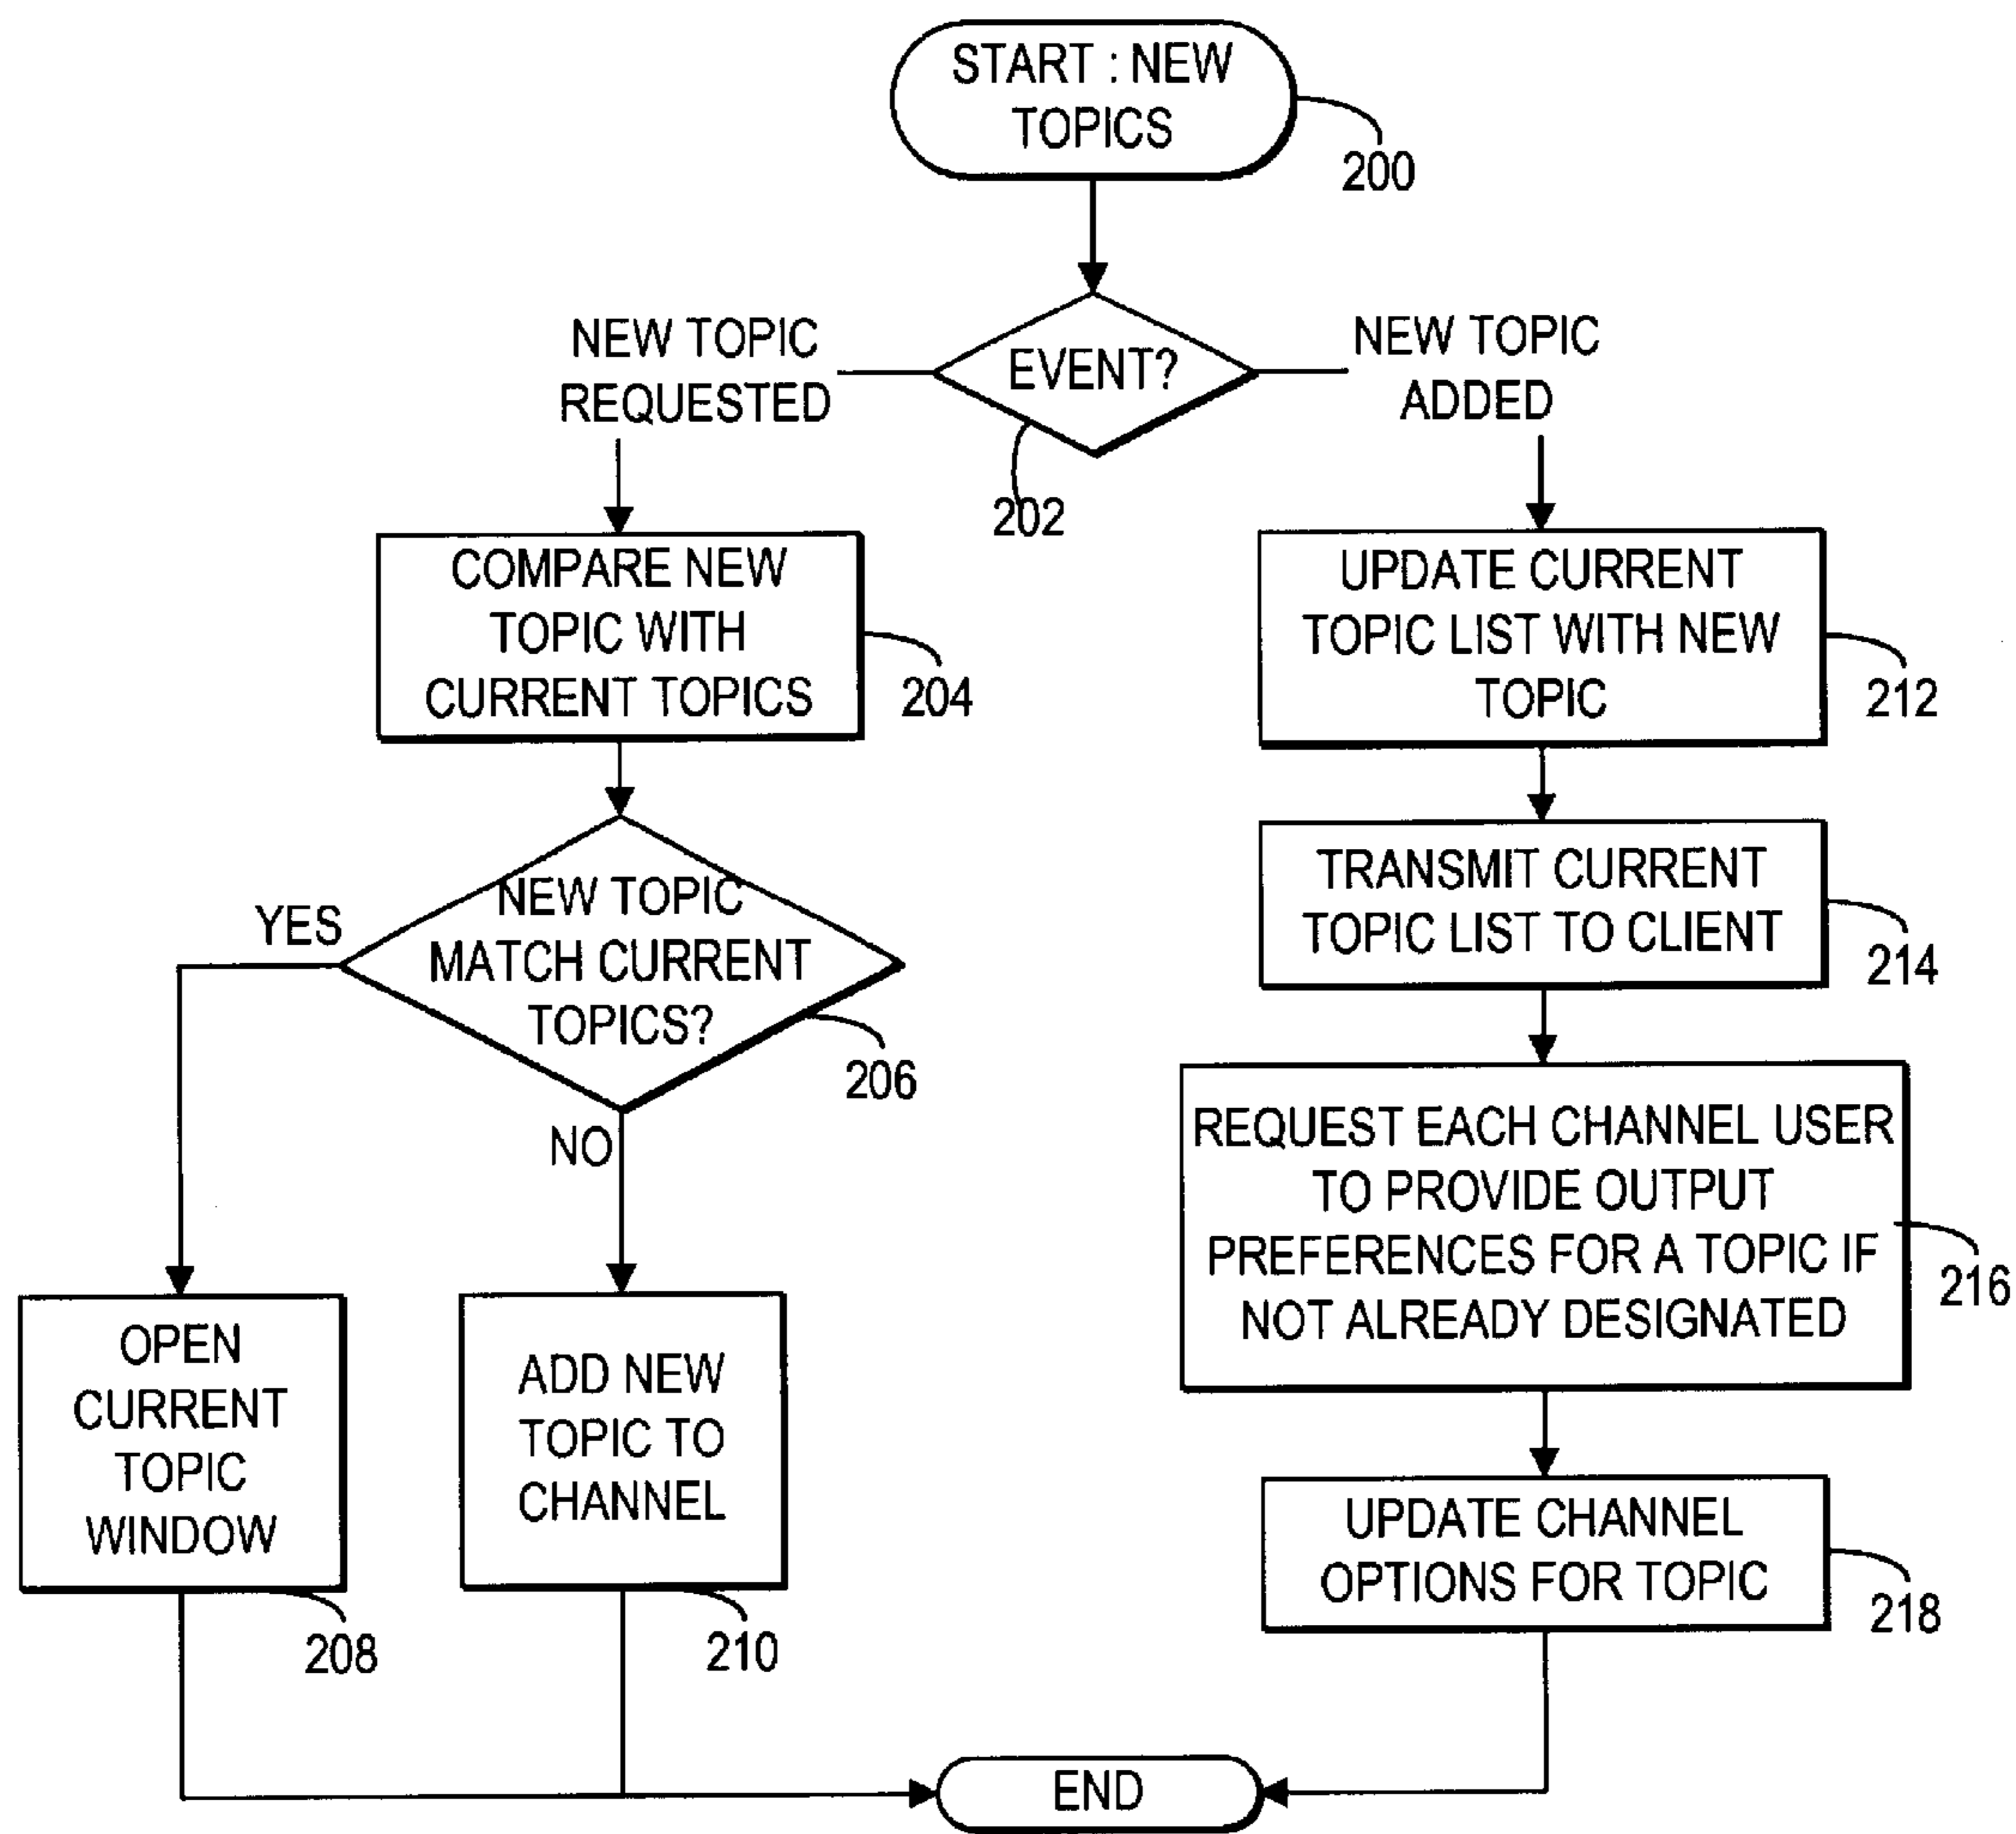 START : NEW
TOPICS
200
EVENT?
202
NEW TOPIC
REQUESTED
NEW TOPIC
ADDED
COMPARE NEW
TOPIC WITH
CURRENT TOPICS
204
UPDATE CURRENT
TOPIC LIST WITH NEW
TOPIC
212
NEW TOPIC
MATCH CURRENT
TOPICS?
206
YES
NO
TRANSMIT CURRENT
TOPIC LIST TO CLIENT
214
REQUEST EACH CHANNEL USER
TO PROVIDE OUTPUT
PREFERENCES FOR A TOPIC IF
NOT ALREADY DESIGNATED
216
OPEN
CURRENT
TOPIC
WINDOW
208
ADD NEW
TOPIC TO
CHANNEL
210
UPDATE CHANNEL
OPTIONS FOR TOPIC
218
END